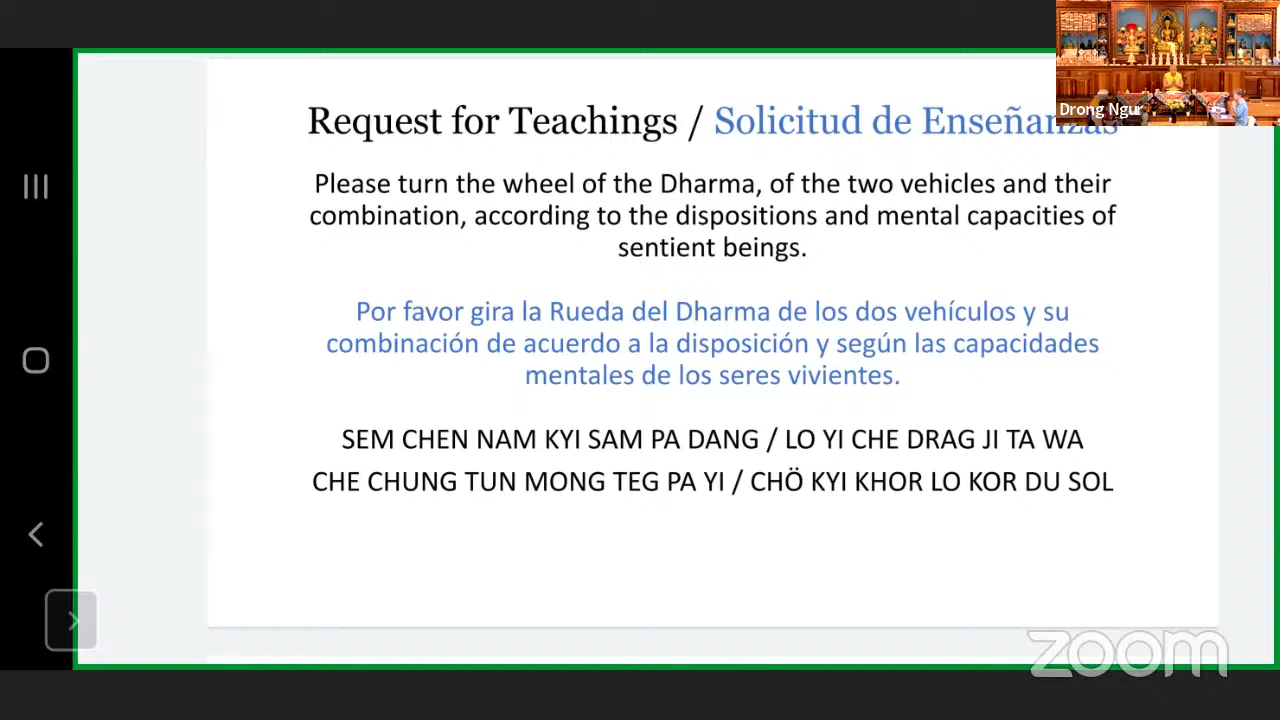 Drong Ngur
Request for Teachings / Solicitud de Enseñanzas
Please turn the wheel of the Dharma, of the two vehicles and their
combination, according to the dispositions and mental capacities of
sentient beings.
Por favor gira la Rueda del Dharma de los dos vehículos y su
combinación de acuerdo a la disposición y según las capacidades
mentales de los seres vivientes.
SEM CHEN NAM KYI SAM PA DANG / LO YI CHE DRAG JI TA WA
CHE CHUNG TUN MONG TEG PA YI / CHÖ KYI KHOR LO KOR DU SOL
zoom